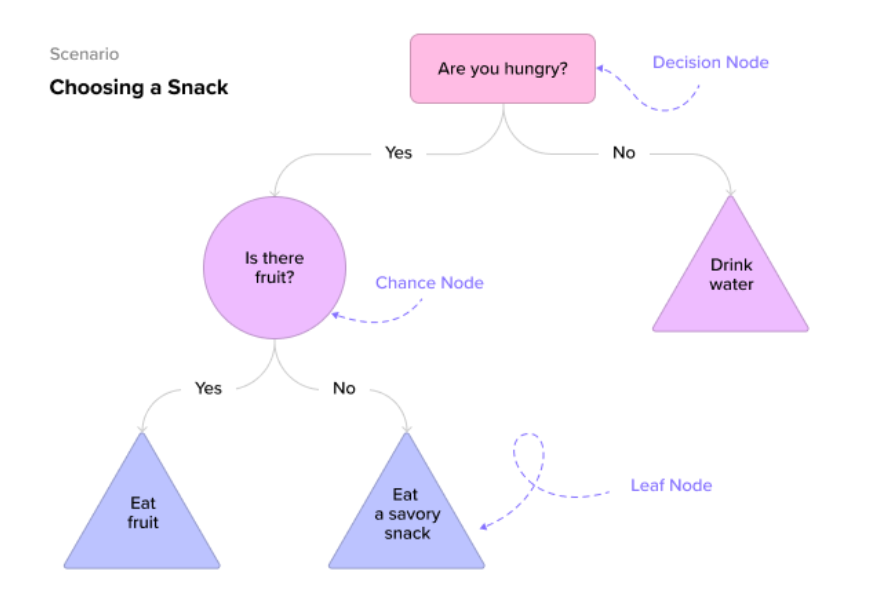 Scenario
Choosing a Snack
Are you hungry?
Decision Node
Yes
No
Is there
fruit?
Drink
water
Chance Node
Yes
No
Eat
fruit
Eat
a savory
snack
Leaf Node